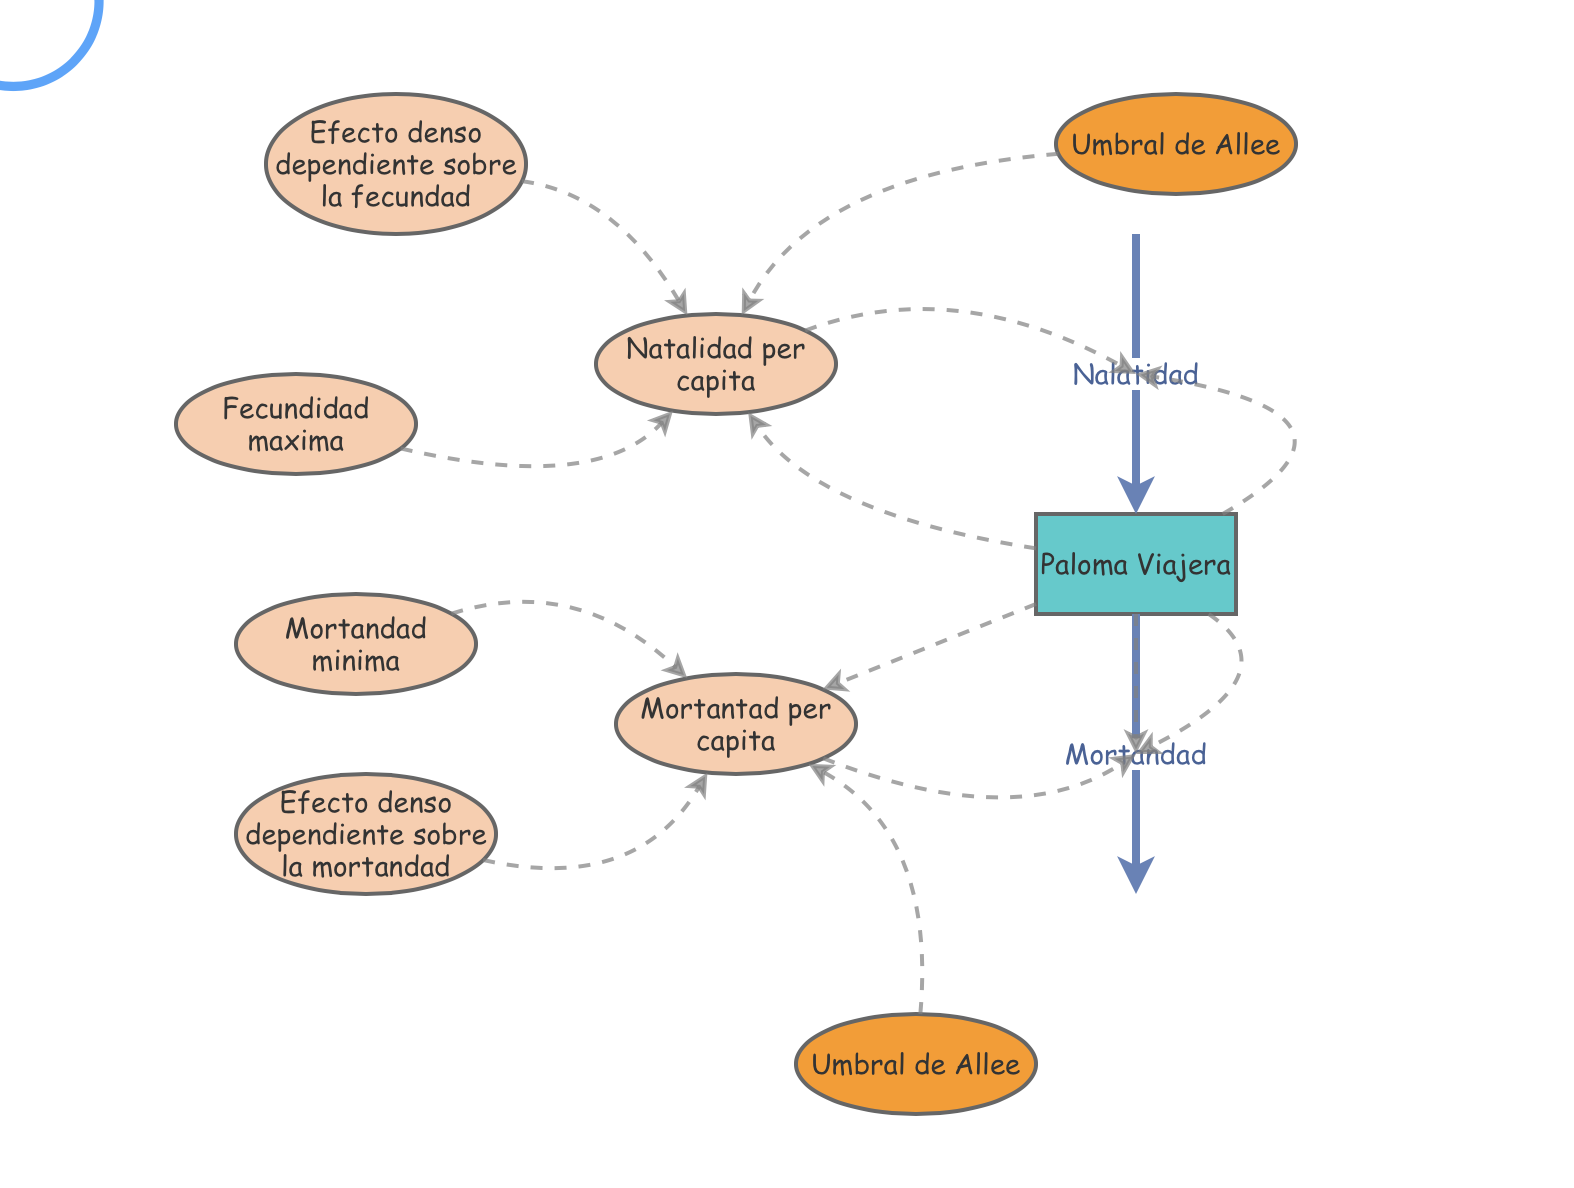 Efecto denso
dependiente sobre
la fecundad
Umbral de Allee
Natalidad per
capita
Nalatidad
Fecundidad
maxima
Paloma Viajera
Mortandad
minima
Mortantad per
capita
Mortandad
Efecto denso
dependiente sobre
la mortandad
Umbral de Allee